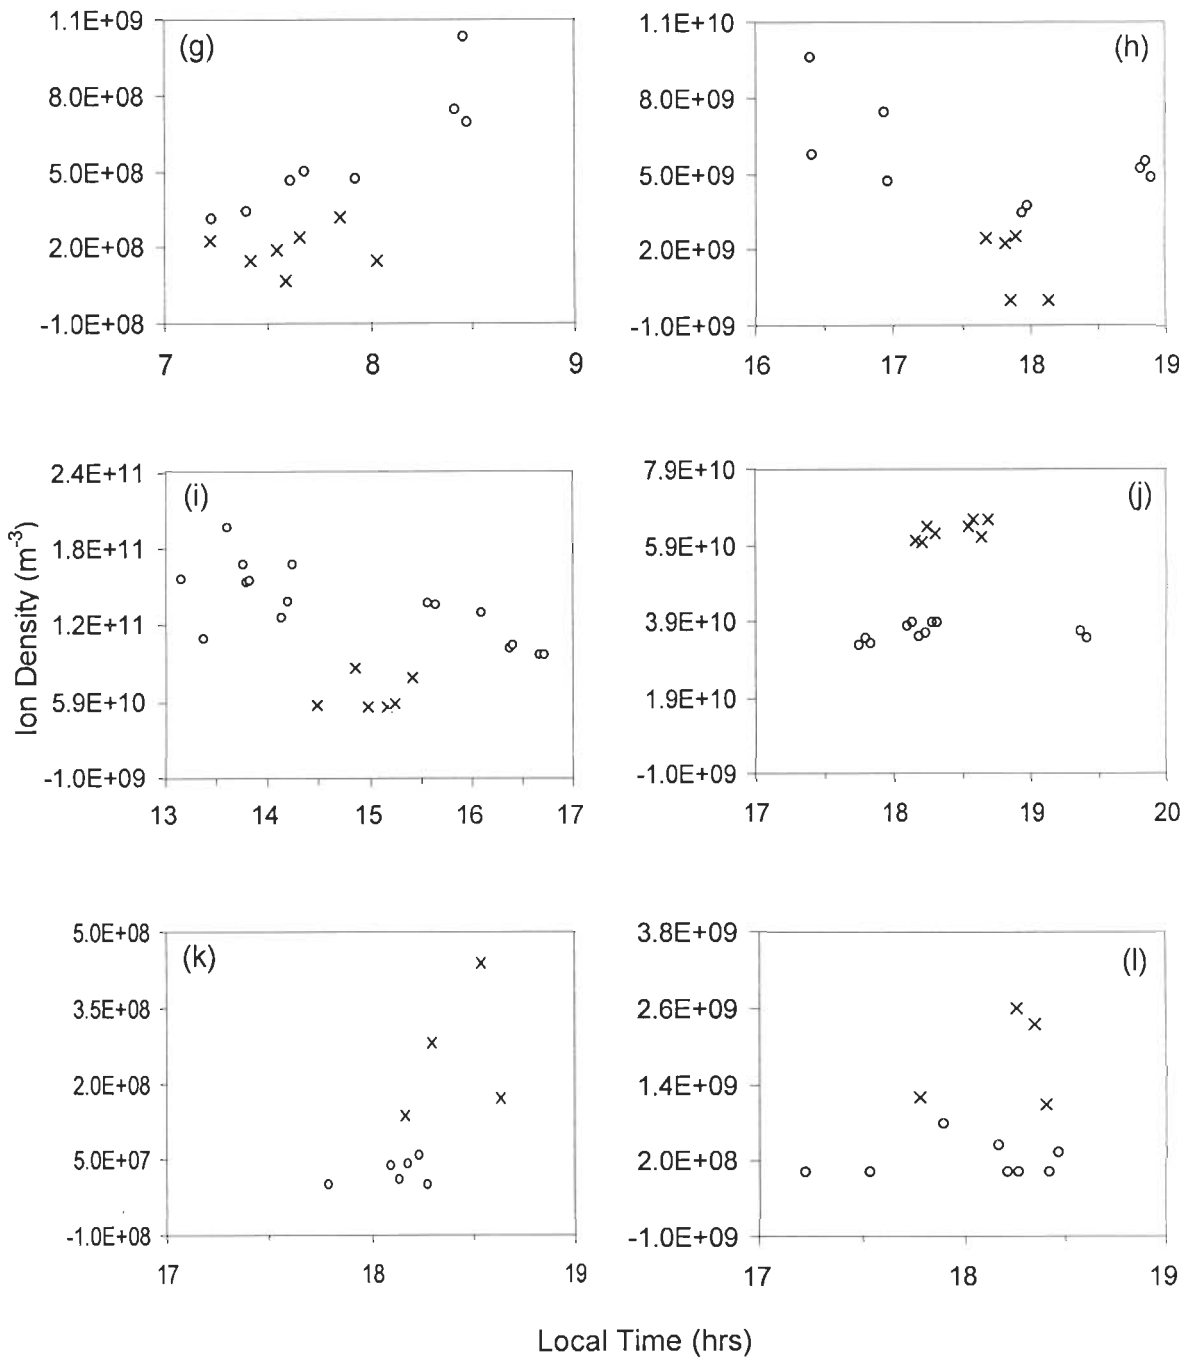 (g)
1.1E+09
8.0E+08
5.0E+08
2.0E+08
-1.0E+08
7 8 9
(h)
1.1E+10
8.0E+09
5.0E+09
2.0E+09
-1.0E+09
16 17 18 19
Ion Density (m⁻³)
(i)
2.4E+11
1.8E+11
1.2E+11
5.9E+10
-1.0E+09
13 14 15 16 17
(j)
7.9E+10
5.9E+10
3.9E+10
1.9E+10
-1.0E+09
17 18 19 20
(k)
5.0E+08
3.5E+08
2.0E+08
5.0E+07
-1.0E+08
17 18 19
(l)
3.8E+09
2.6E+09
1.4E+09
2.0E+08
-1.0E+09
17 18 19
Local Time (hrs)